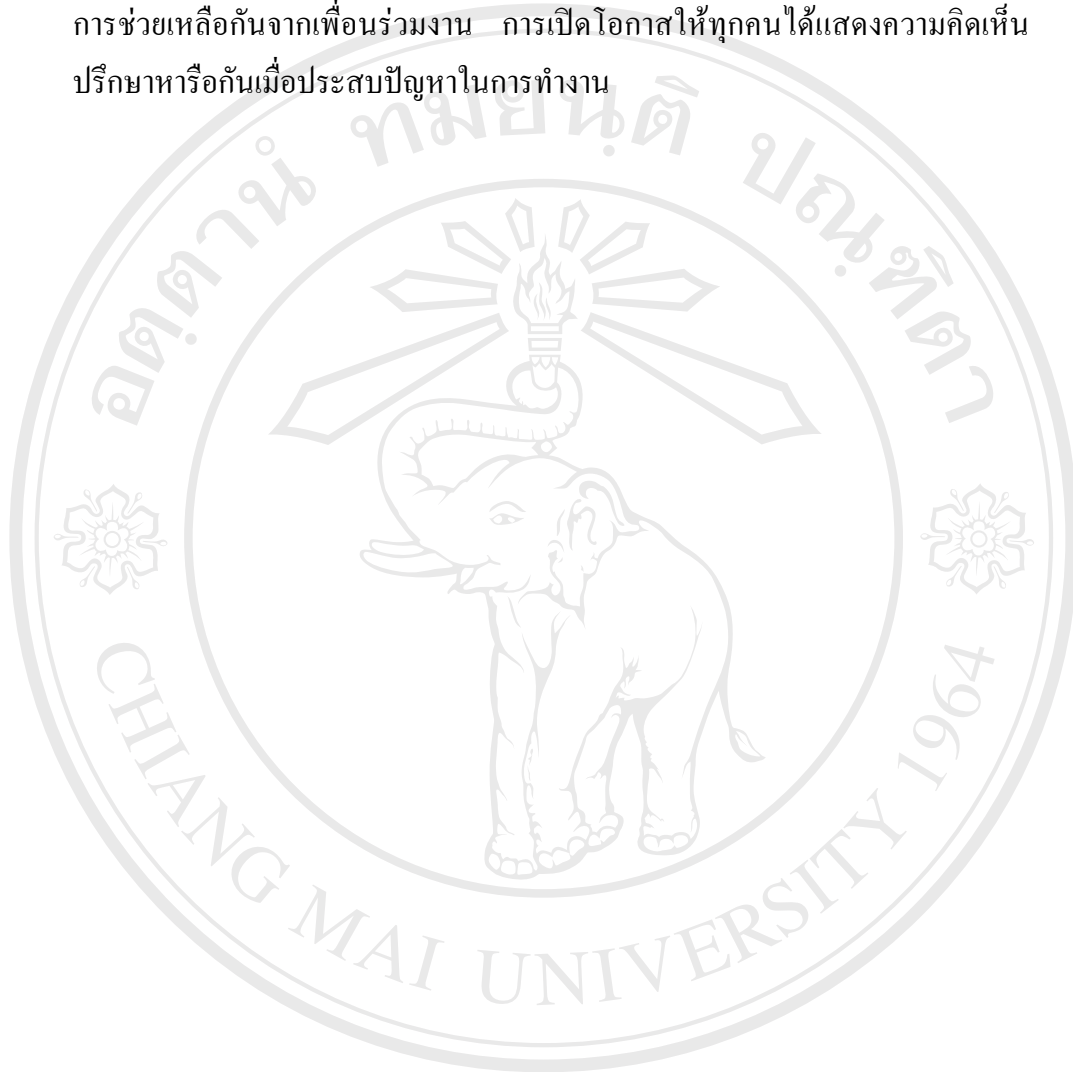 การช่วยเหลือกันจากเพื่อนร่วมงาน การเปิดโอกาสให้ทุกคนได้แสดงความคิดเห็น
ปรึกษาหารือกันเมื่อประสบปัญหาในการทำงาน
อตฺตานํ ทมยนฺติ ปณฺฑิตา
CHIANG MAI UNIVERSITY 1964